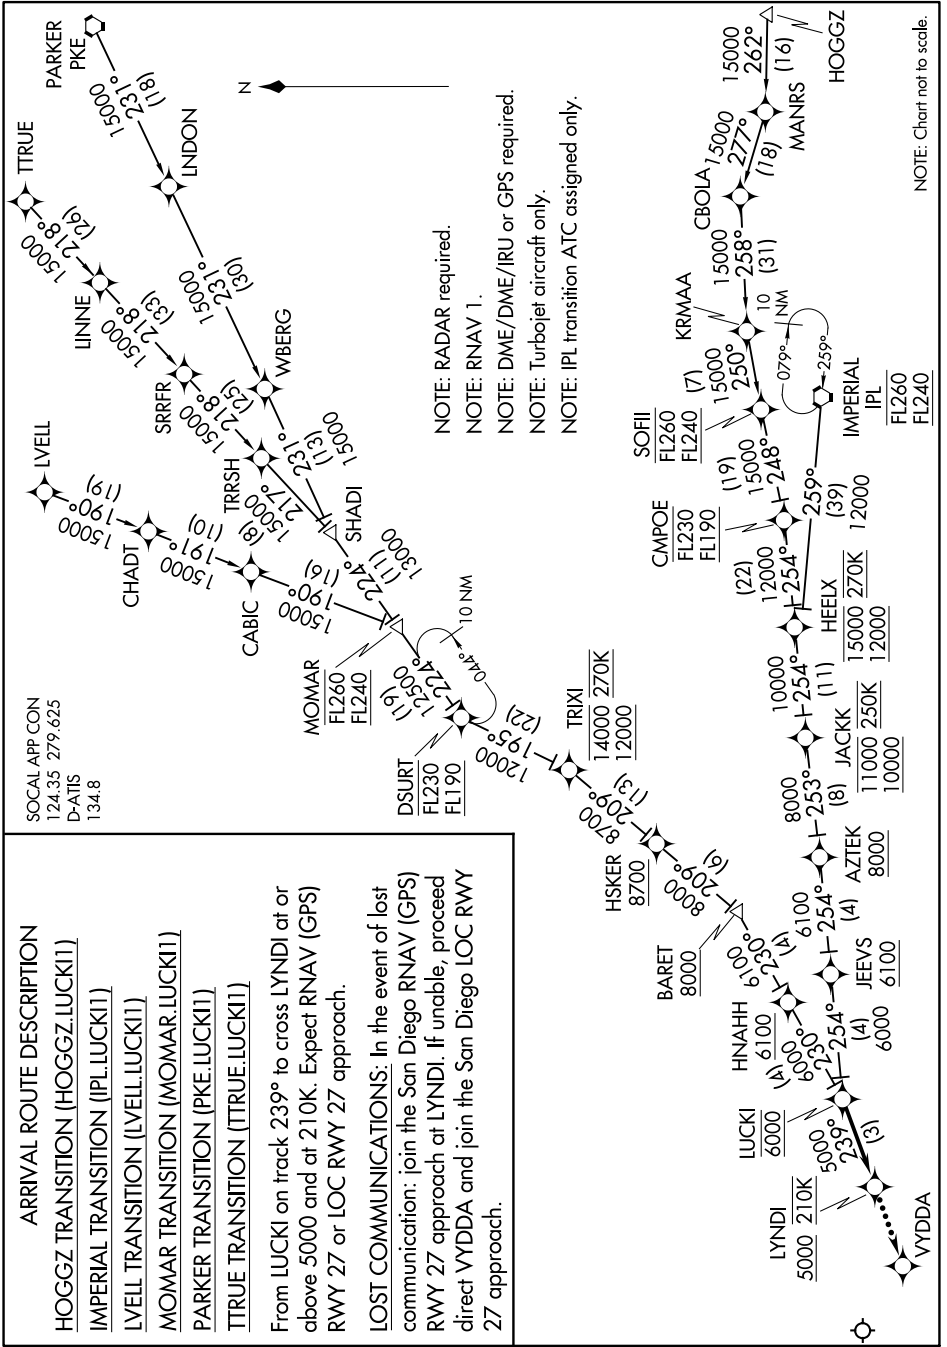 ARRIVAL ROUTE DESCRIPTION
HOGGZ TRANSITION (HOGGZ.LUCKI1)
IMPERIAL TRANSITION (IPL.LUCKI1)
LVELL TRANSITION (LVELL.LUCKI1)
MOMAR TRANSITION (MOMAR.LUCKI1)
PARKER TRANSITION (PKE.LUCKI1)
TTRUE TRANSITION (TTRUE.LUCKI1)
From LUCKI on track 239° to cross LYNDI at or
above 5000 and at 210K. Expect RNAV (GPS)
RWY 27 or LOC RWY 27 approach.
LOST COMMUNICATIONS: In the event of lost
communication: join the San Diego RNAV (GPS)
RWY 27 approach at LYNDI. If unable, proceed
direct VYDDA and join the San Diego LOC RWY
27 approach.
SOCAL APP CON
124.35 279.625
D-ATIS
134.8
LVELL
15000
190°
(19)
CHADT
15000
191°
(10)
CABIC
15000
190°
(16)
TTRUE
15000
218°
(26)
LINNE
15000
218°
(33)
SRRFR
15000
218°
(25)
TRRSH
15000
217°
(8)
PARKER
PKE
15000
231°
(18)
LNDON
15000
231°
(30)
WBERG
231°
(13)
15000
SHADI
224°
(11)
13000
N
MOMAR
FL260
FL240
12500
224°
(19)
044°
10 NM
DSURT
FL230
FL190
12000
195°
(22)
TRIXI
14000 270K
12000
8700
209°
(13)
HSKER
8700
8000
209°
(6)
BARET
8000
6100
230°
(4)
HNAHH
6100
6000
230°
(4)
LUCKI
6000
5000
239°
(3)
LYNDI
5000 210K
VYDDA
NOTE: RADAR required.
NOTE: RNAV 1.
NOTE: DME/DME/IRU or GPS required.
NOTE: Turbojet aircraft only.
NOTE: IPL transition ATC assigned only.
HOGGZ
15000
262°
(16)
MANRS
15000
277°
(18)
CBOLA
15000
258°
(31)
KRMAA
15000
250°
(7)
SOFII
FL260
FL240
15000
248°
(19)
CMPOE
FL230
FL190
12000
254°
(22)
IMPERIAL
IPL
FL260
FL240
10
NM
079°
259°
259°
(39)
12000
HEELX
15000 270K
12000
10000
254°
(11)
JACKK
11000 250K
10000
8000
253°
(8)
AZTEK
8000
6100
254°
(4)
JEEVS
6100
254°
(4)
6000
NOTE: Chart not to scale.